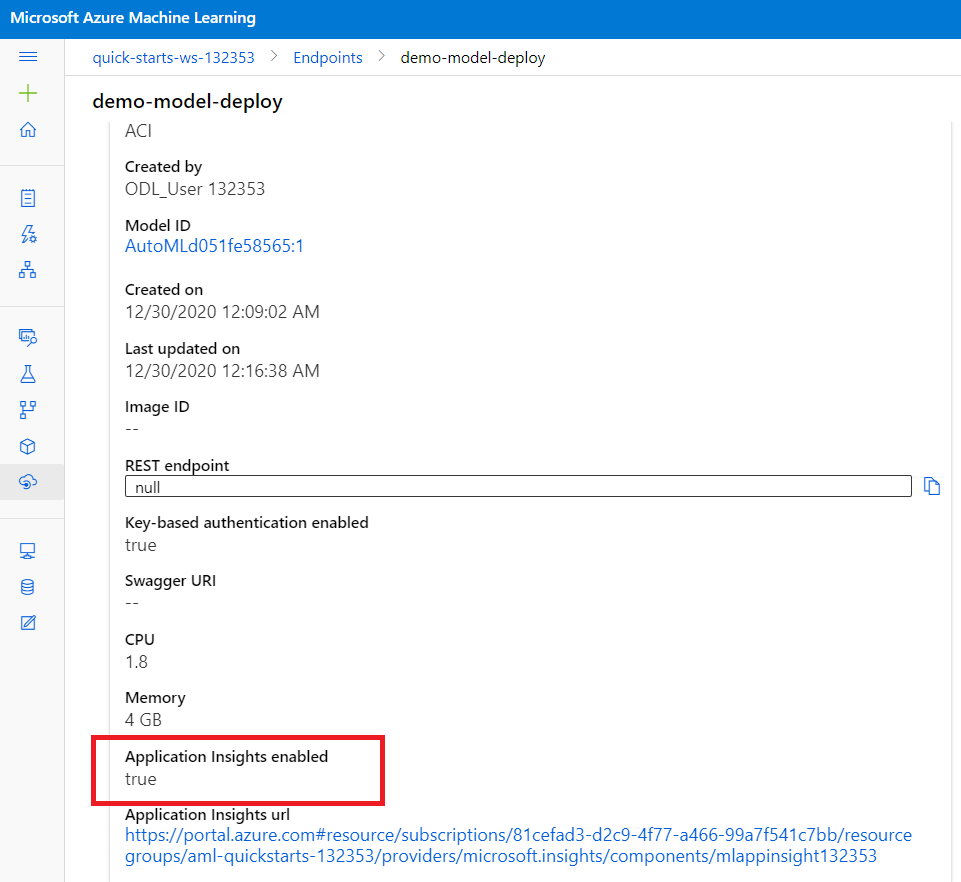 Microsoft Azure Machine Learning
quick-starts-ws-132353 > Endpoints > demo-model-deploy
demo-model-deploy
ACI
Created by
ODL_User 132353
Model ID
AutoMLd051fe58565:1
Created on
12/30/2020 12:09:02 AM
Last updated on
12/30/2020 12:16:38 AM
Image ID
--
REST endpoint
null
Key-based authentication enabled
true
Swagger URI
--
CPU
1.8
Memory
4 GB
Application Insights enabled
true
Application Insights url
https://portal.azure.com#resource/subscriptions/81cefad3-d2c9-4f77-a466-99a7f541c7bb/resource
groups/aml-quickstarts-132353/providers/microsoft.insights/components/mlappinsight132353